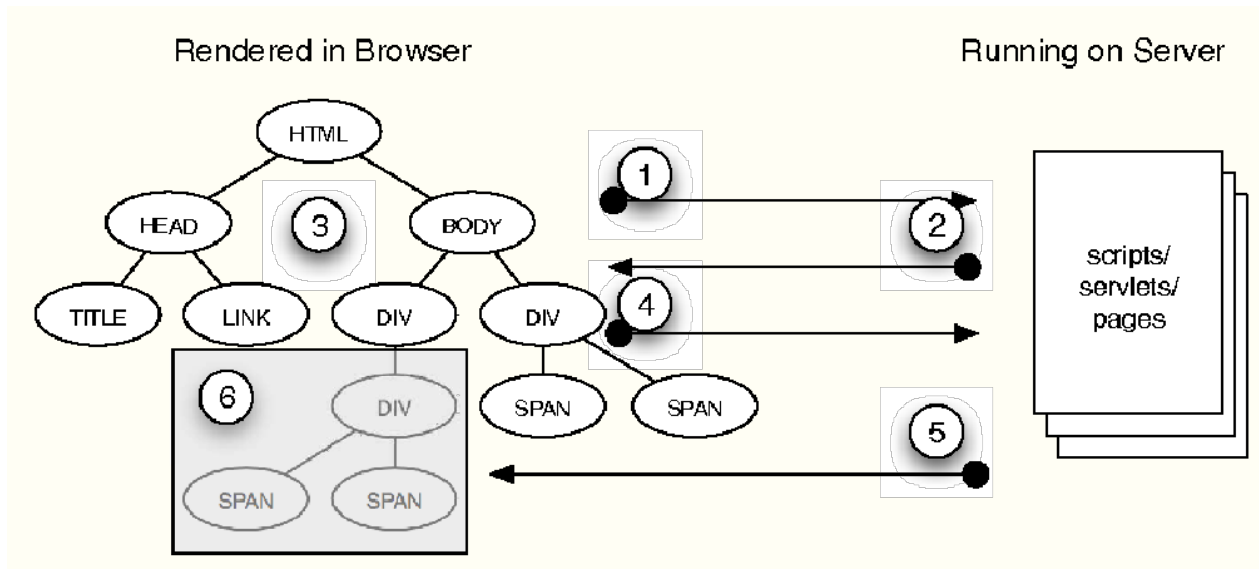 Rendered in Browser
Running on Server
HTML
1
HEAD
3
BODY
2
scripts/
servlets/
pages
TITLE
LINK
DIV
DIV
4
6
DIV
SPAN
SPAN
5
SPAN
SPAN